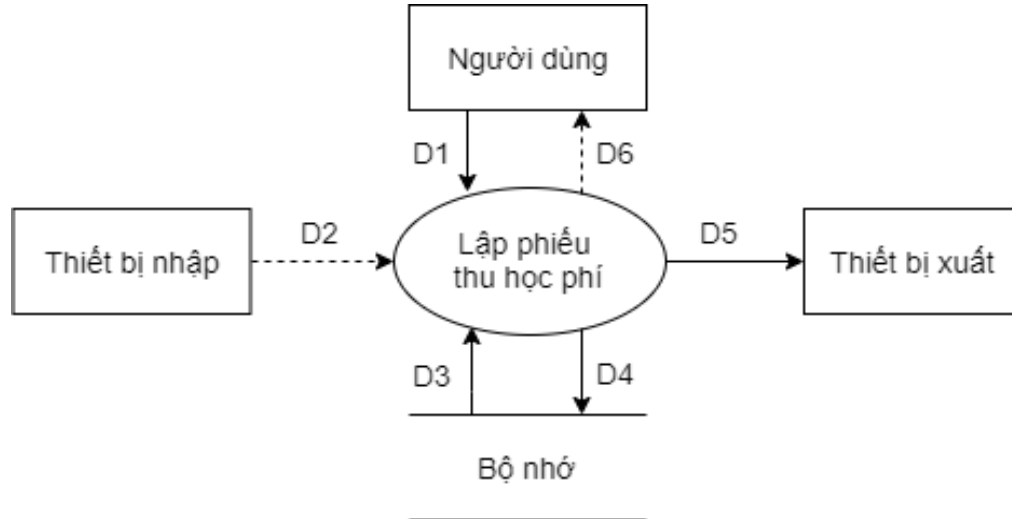 Người dùng
D1
D6
Thiết bị nhập
D2
Lập phiếu
thu học phí
D5
Thiết bị xuất
D3
D4
Bộ nhớ